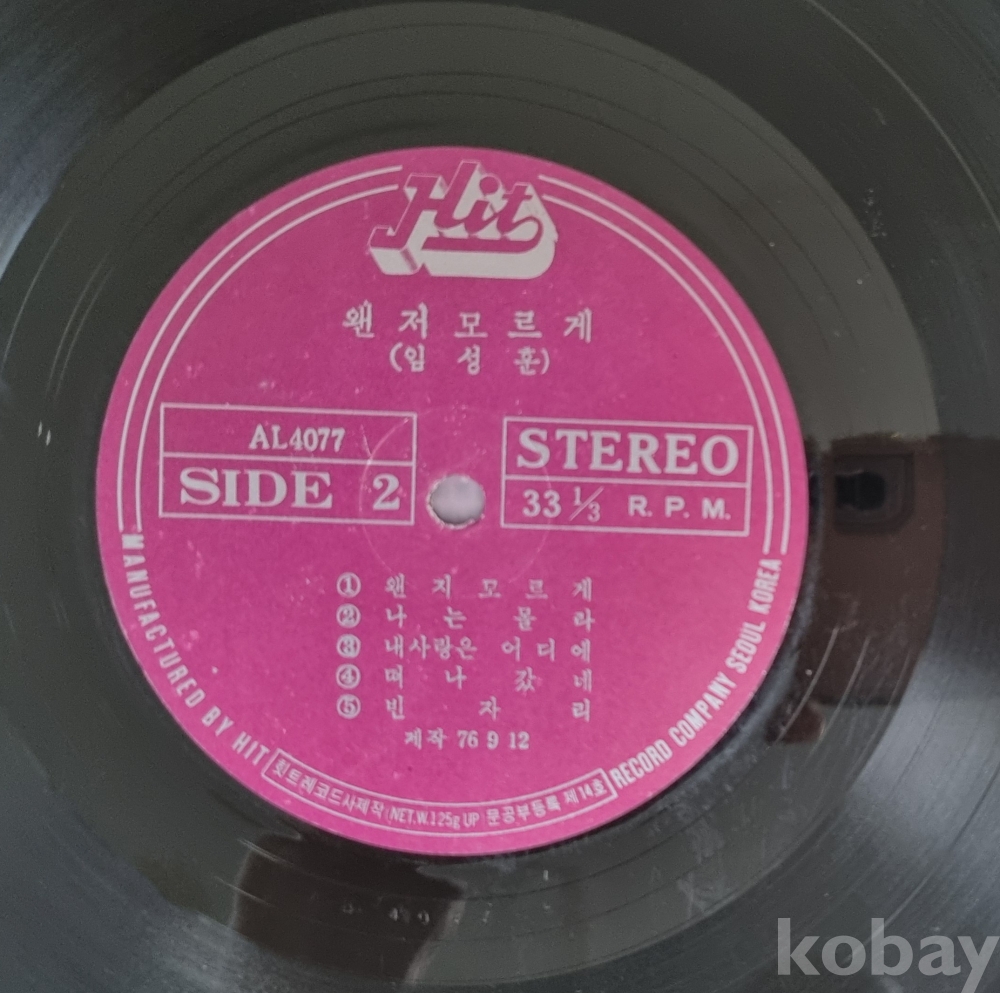 Hit
왠 저 모 르 게
(임 성 훈)
AL4077
SIDE 2
STEREO
33 1/3 R. P. M.
① 왠 지 모 르 게
② 나 는 몰 라
③ 내사랑은 어 디 에
④ 떠 나 갔 네
⑤ 빈 자 리
제작 76 9 12
MANUFACTURED BY HIT RECORD COMPANY SEOUL KOREA
힛트레코드사제작 (NET.W.125g UP) 문공부등록 제14호
kobay